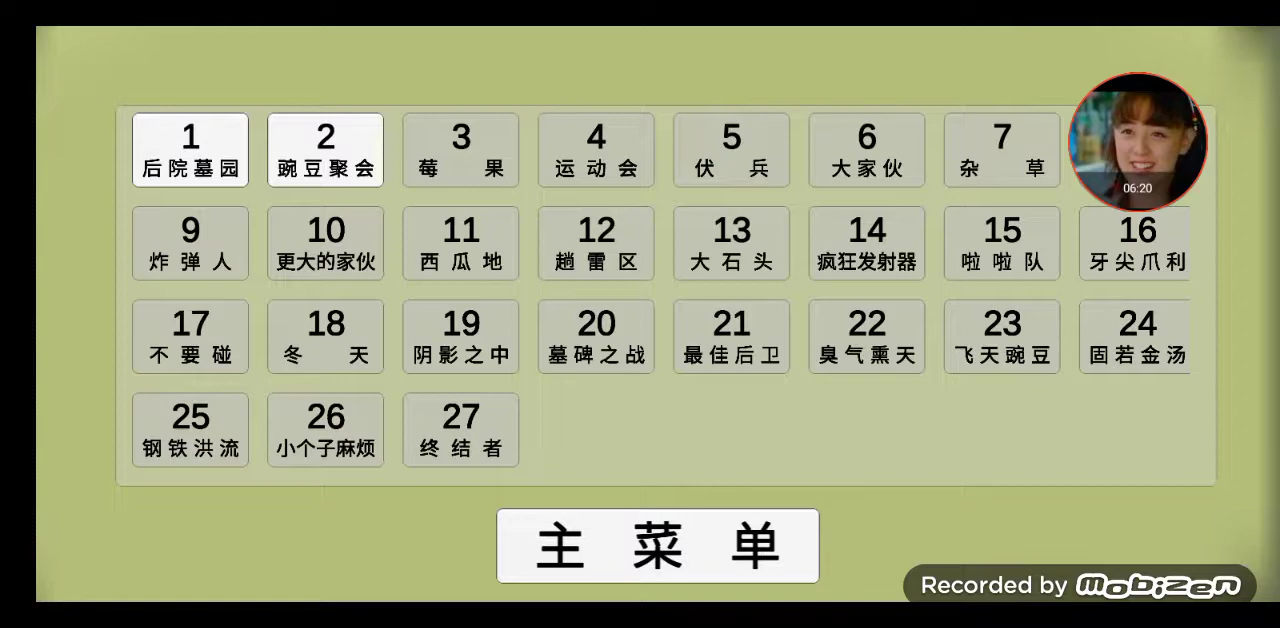 1 2 3 4 5 6 7
后院墓园 豌豆聚会 莓果 运动会 伏兵 大家伙 杂草
06:20
9 10 11 12 13 14 15 16
炸弹人 更大的家伙 西瓜地 趟雷区 大石头 疯狂发射器 啦啦队 牙尖爪利
17 18 19 20 21 22 23 24
不要碰 冬天 阴影之中 墓碑之战 最佳后卫 臭气熏天 飞天豌豆 固若金汤
25 26 27
钢铁洪流 小个子麻烦 终结者
主菜单
Recorded by mobizen